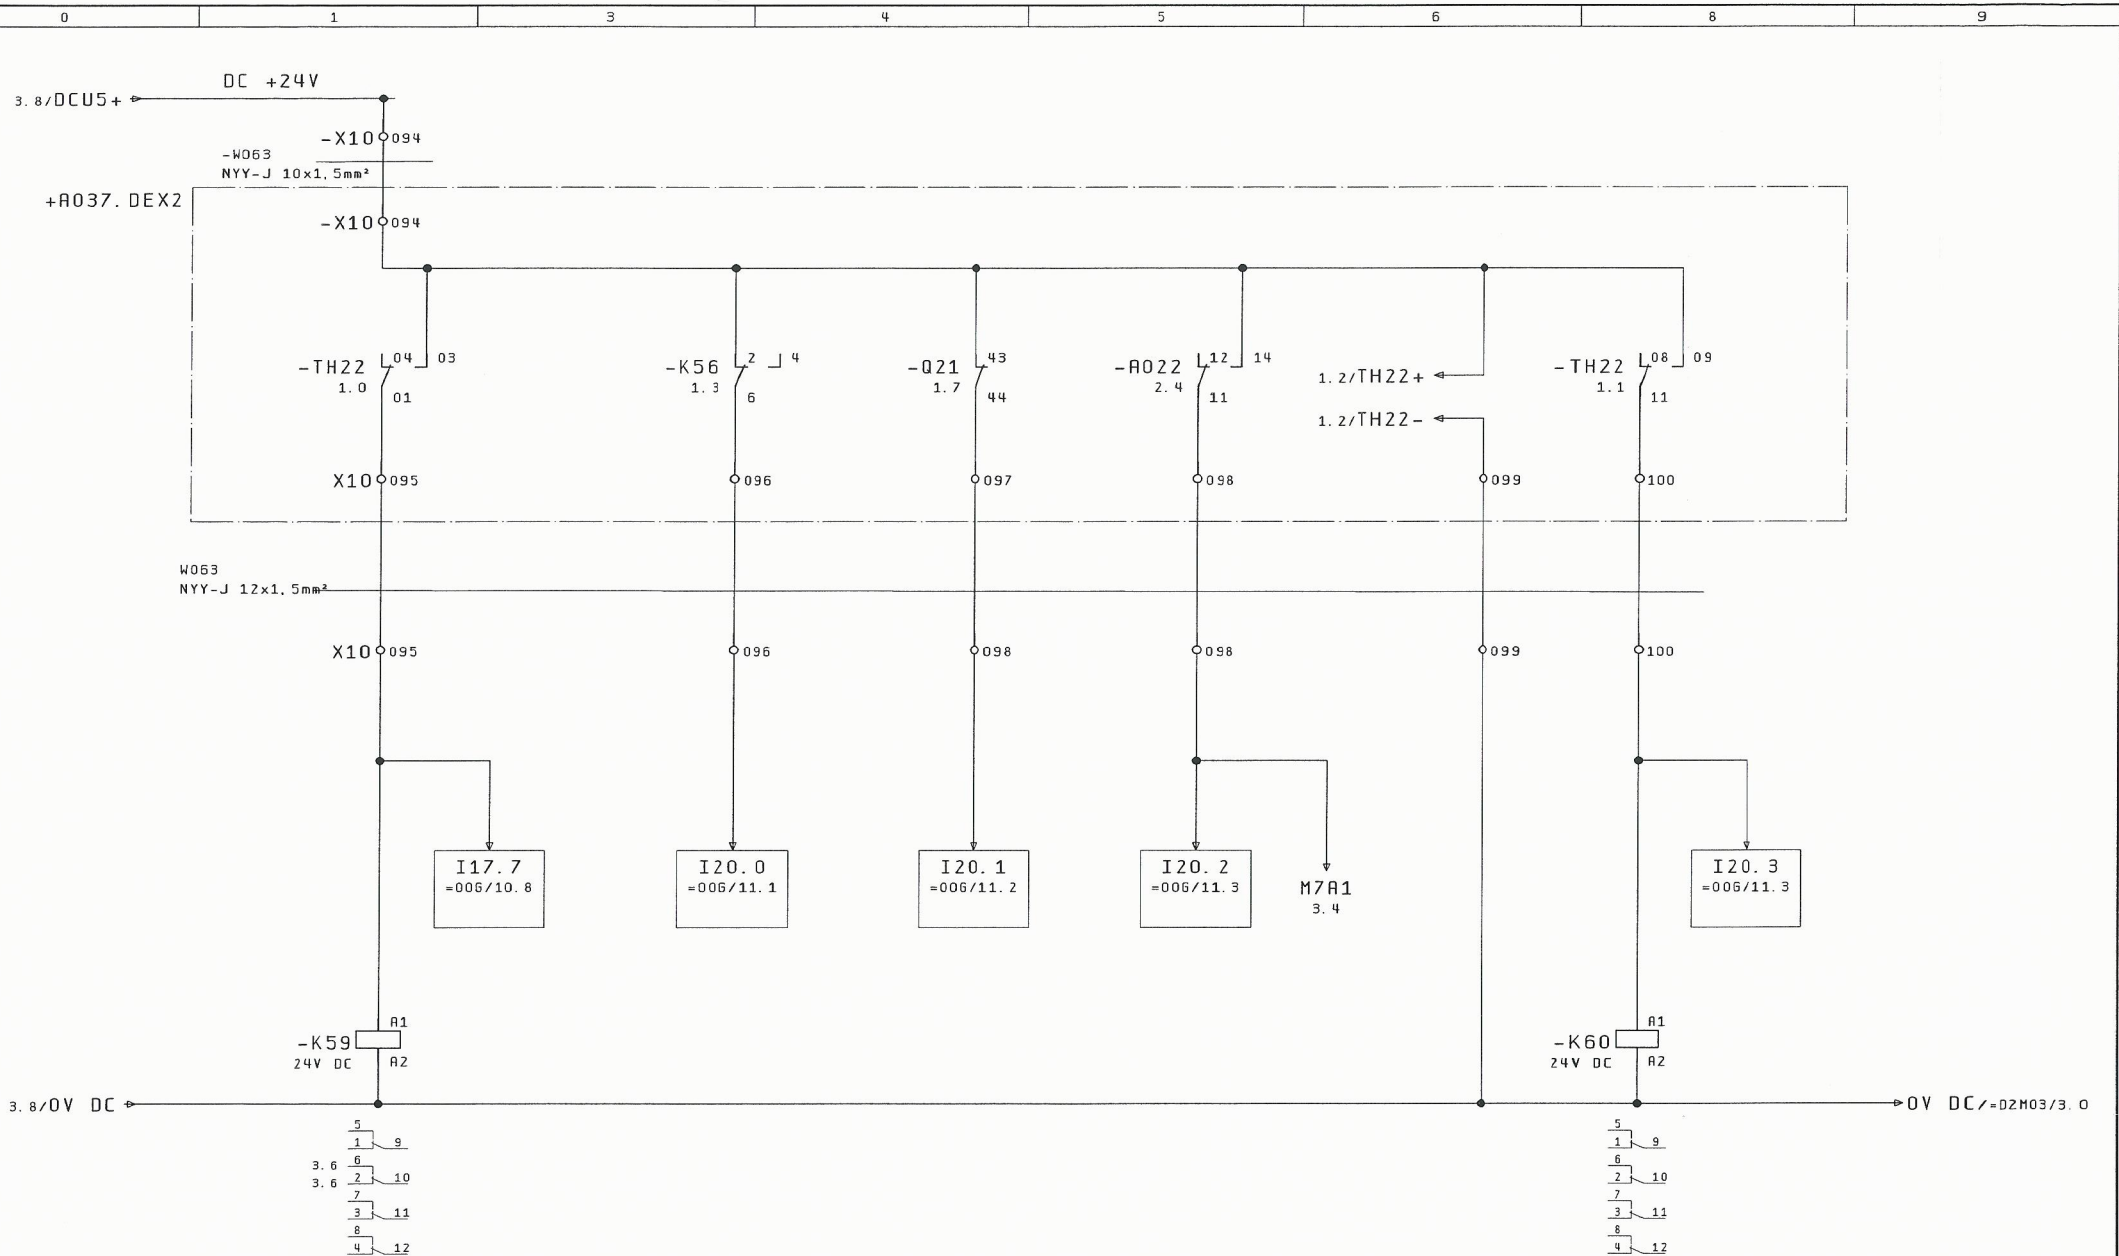 0 1 3 4 5 6 8 9
DC +24V
3.8/DCU5+
-X10 094
-W063
NYY-J 10x1,5mm²
+A037.DEX2
-X10 094
-TH22 04 03
1.0 01
-K56 2 4
1.3 6
-Q21 43
1.7 44
-A022 12 14
2.4 11
1.2/TH22+
1.2/TH22-
-TH22 08 09
1.1 11
X10 095 096 097 098 099 100
W063
NYY-J 12x1,5mm²
X10 095 096 098 098 099 100
I17.7 I20.0 I20.1 I20.2 I20.3
=006/10.8 =006/11.1 =006/11.2 =006/11.3 M7A1 =006/11.3
3.4
A1 A1
-K59 -K60
24V DC A2 24V DC A2
3.8/0V DC 0V DC/=D2M03/3.0
5 5
1 9 1 9
3.6 6 6
3.6 2 10 2 10
7 7
3 11 3 11
8 8
4 12 4 12